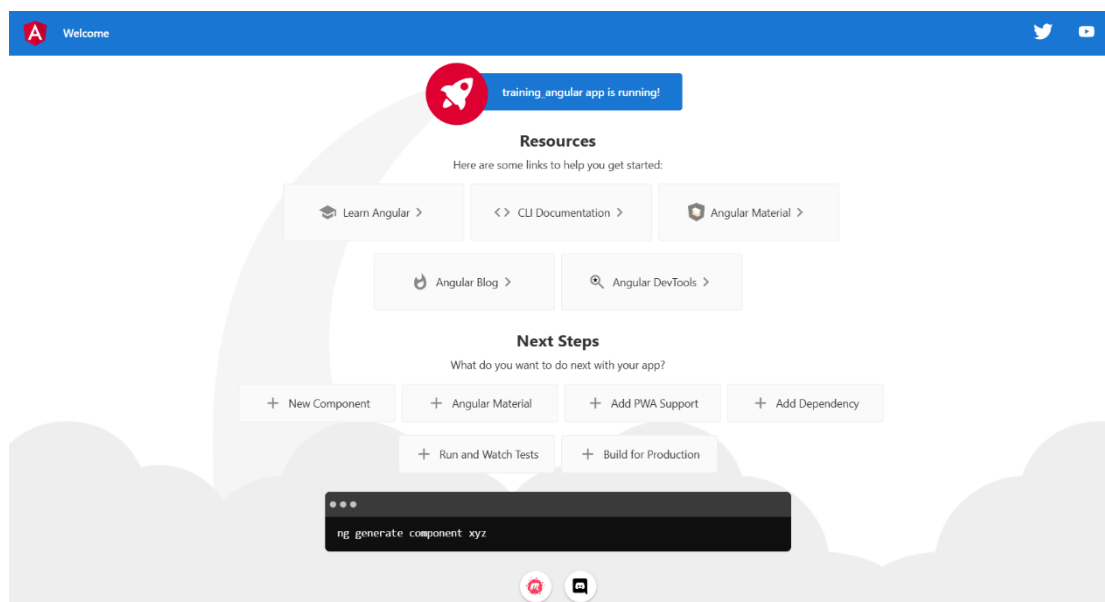 Welcome
training_angular app is running!
Resources
Here are some links to help you get started:
Learn Angular
CLI Documentation
Angular Material
Angular Blog
Angular DevTools
Next Steps
What do you want to do next with your app?
New Component
Angular Material
Add PWA Support
Add Dependency
Run and Watch Tests
Build for Production
ng generate component xyz